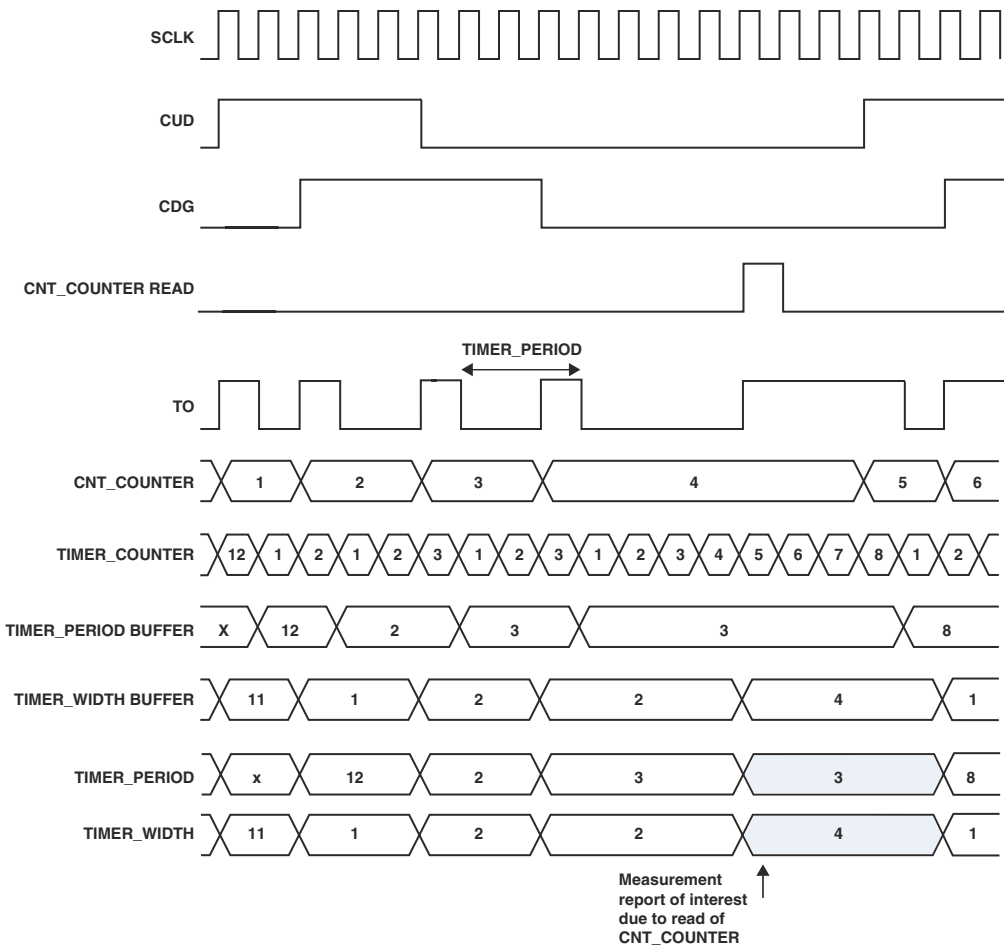 SCLK
CUD
CDG
CNT_COUNTER READ
TIMER_PERIOD
TO
CNT_COUNTER 1 2 3 4 5 6
TIMER_COUNTER 12 1 2 1 2 3 1 2 3 1 2 3 4 5 6 7 8 1 2
TIMER_PERIOD BUFFER X 12 2 3 3 8
TIMER_WIDTH BUFFER 11 1 2 2 4 1
TIMER_PERIOD x 12 2 3 3 8
TIMER_WIDTH 11 1 2 2 4 1
Measurement
report of interest
due to read of
CNT_COUNTER